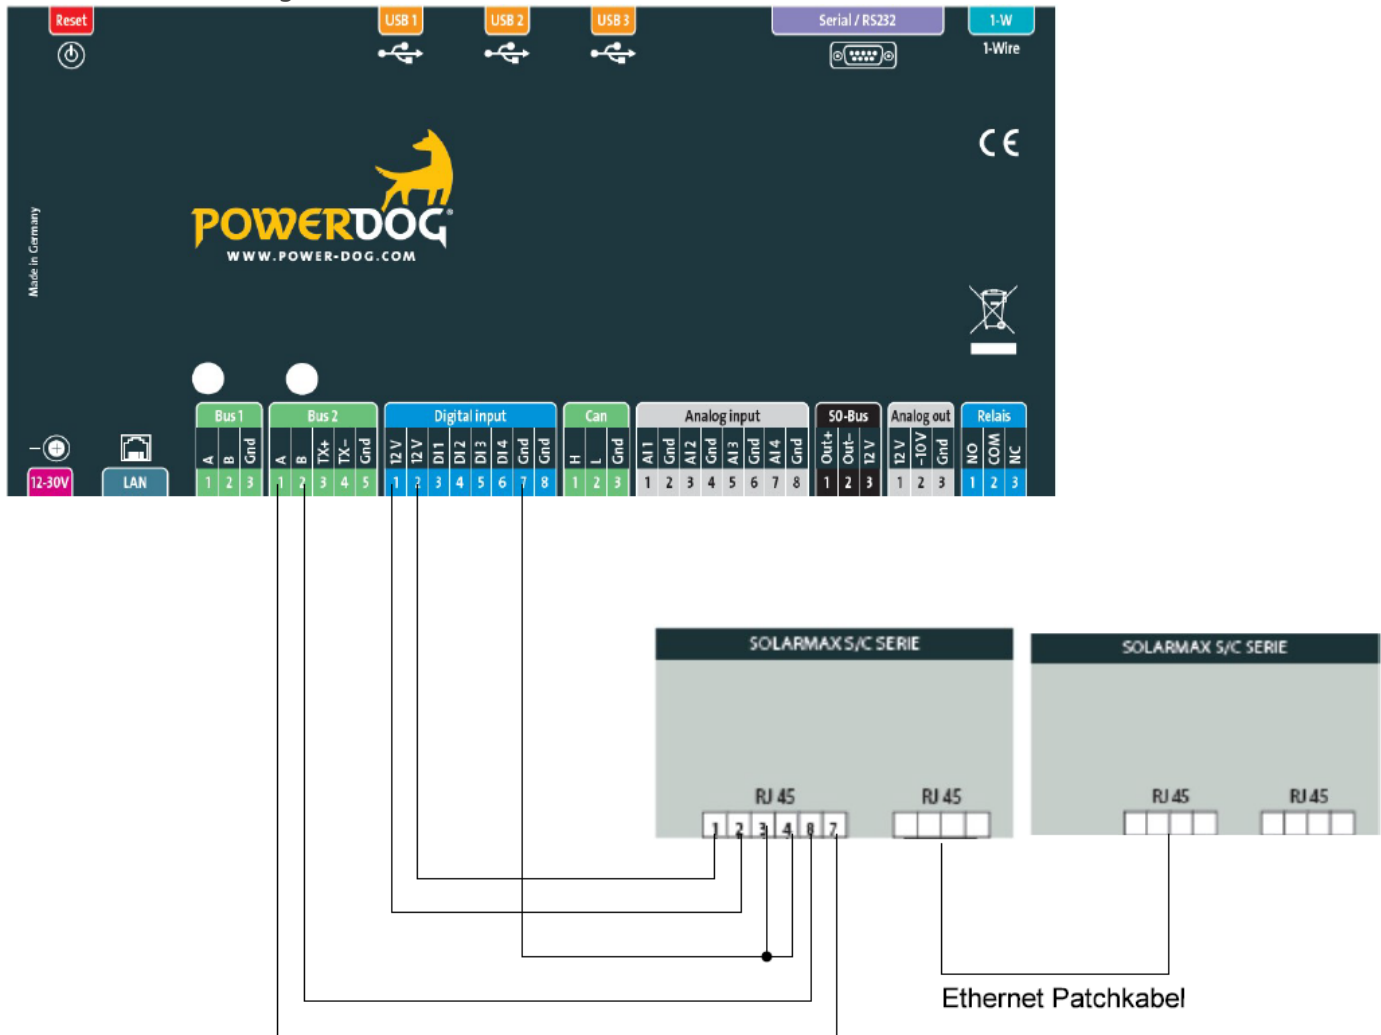 Reset
USB 1
USB 2
USB 3
Serial / RS232
1-W
1-Wire
CE
Made in Germany
POWERDOG®
WWW.POWER-DOG.COM
Bus 1
Bus 2
Digital input
Can
Analog input
S0-Bus
Analog out
Relais
A B Gnd
A B TX+ TX– Gnd
12 V 12 V DI 1 DI 2 DI 3 DI 4 Gnd Gnd
H L Gnd
AI 1 Gnd AI 2 Gnd AI 3 Gnd AI 4 Gnd
Out+ Out– 12 V
12 V –10V Gnd
NO COM NC
12-30V
LAN
1 2 3
1 2 3 4 5
1 2 3 4 5 6 7 8
1 2 3
1 2 3 4 5 6 7 8
1 2 3
1 2 3
1 2 3
SOLARMAX S/C SERIE
SOLARMAX S/C SERIE
RJ 45
RJ 45
RJ 45
RJ 45
1 2 3 4 8 7
Ethernet Patchkabel